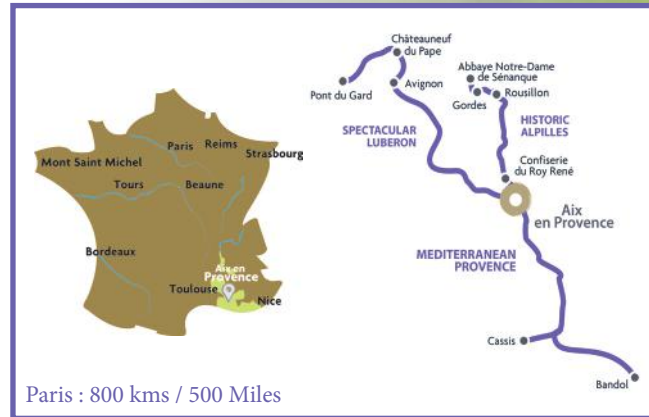 Paris
Reims
Strasbourg
Mont Saint Michel
Tours
Beaune
Bordeaux
Aix en
Provence
Toulouse
Nice
Paris : 800 kms / 500 Miles
Châteauneuf
du Pape
Pont du Gard
Avignon
Abbaye Notre-Dame
de Sénanque
Gordes
Rousillon
SPECTACULAR
LUBERON
HISTORIC
ALPILLES
Confiserie
du Roy René
Aix
en Provence
MEDITERRANEAN
PROVENCE
Cassis
Bandol